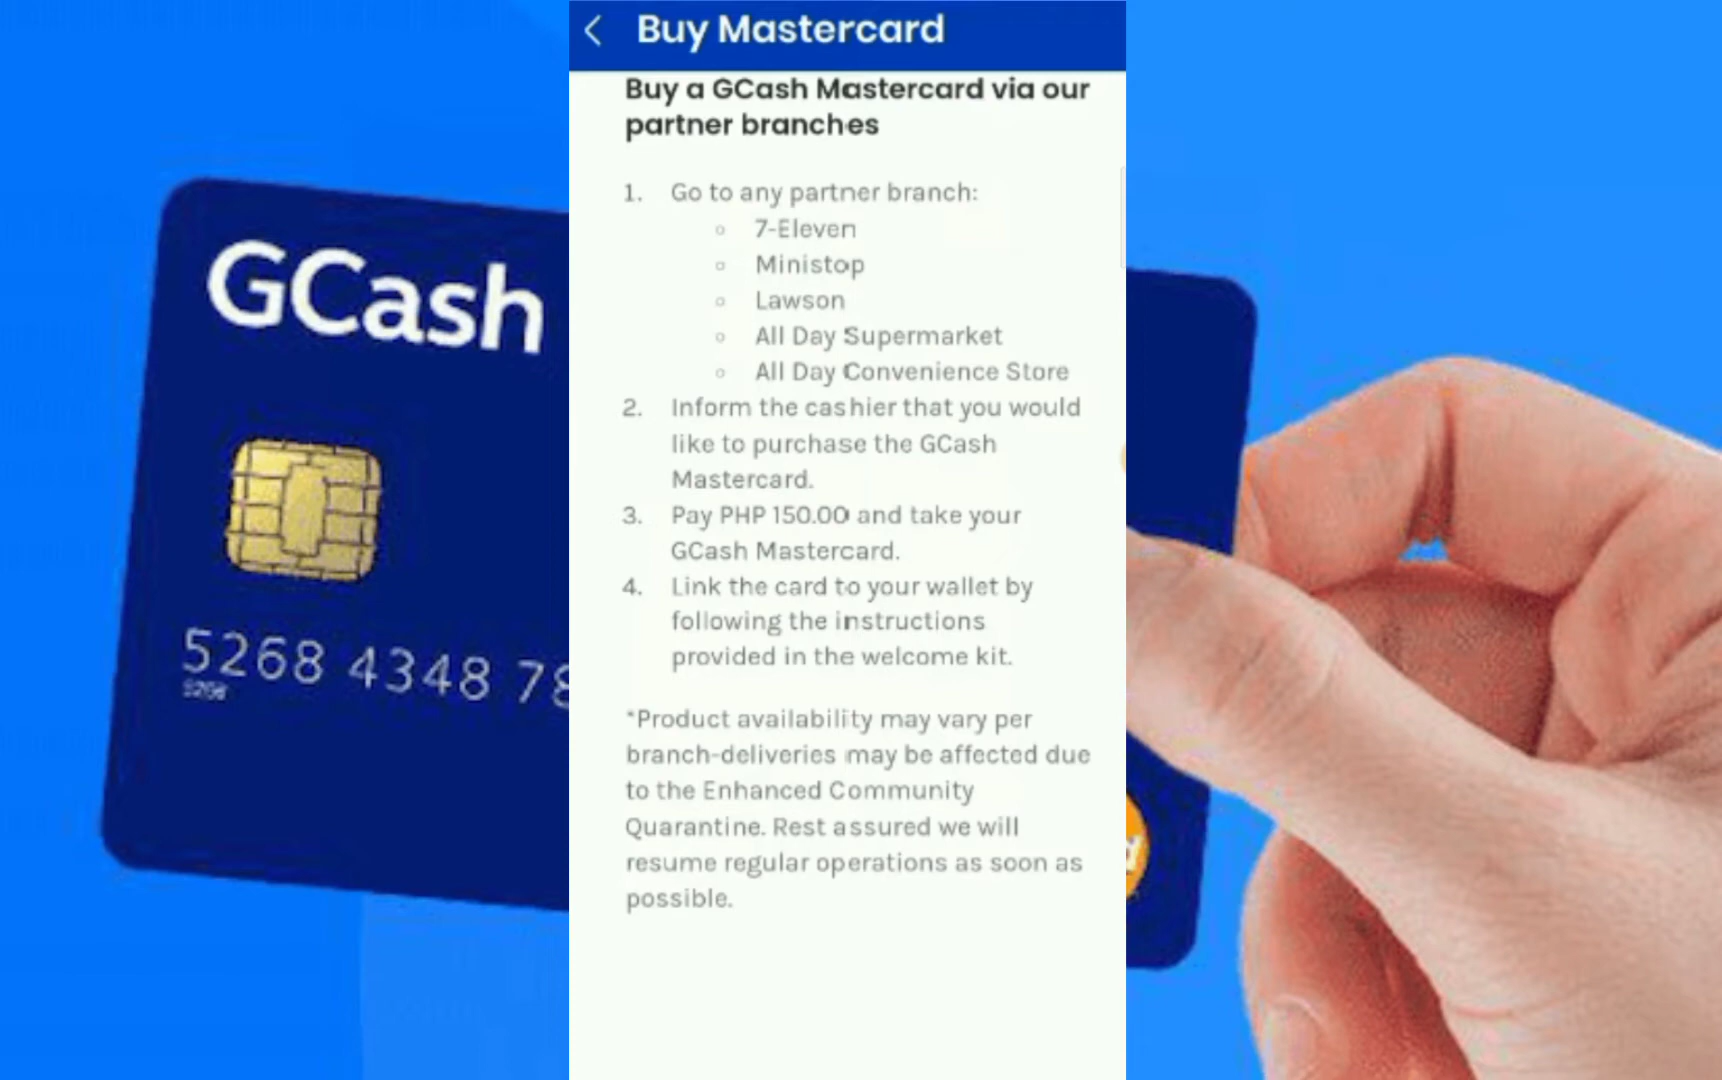 Buy Mastercard
Buy a GCash Mastercard via our
partner branches
1. Go to any partner branch:
7-Eleven
Ministop
Lawson
All Day Supermarket
All Day Convenience Store
2. Inform the cashier that you would
like to purchase the GCash
Mastercard.
3. Pay PHP 150.00 and take your
GCash Mastercard.
4. Link the card to your wallet by
following the instructions
provided in the welcome kit.
*Product availability may vary per
branch-deliveries may be affected due
to the Enhanced Community
Quarantine. Rest assured we will
resume regular operations as soon as
possible.
GCash
5268 4348 78
5268